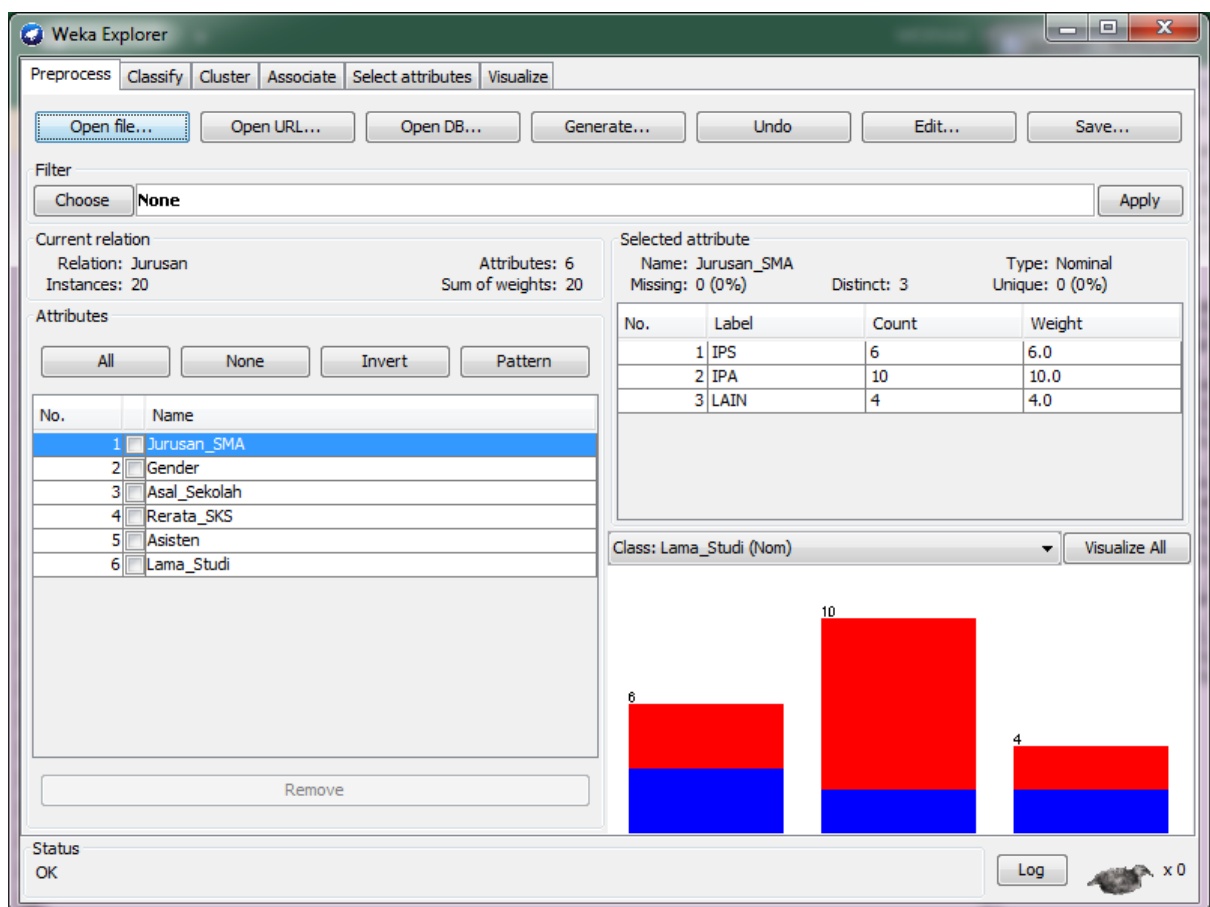 Weka Explorer
Preprocess Classify Cluster Associate Select attributes Visualize
Open file... Open URL... Open DB... Generate... Undo Edit... Save...
Filter
Choose None Apply
Current relation
Relation: Jurusan Attributes: 6
Instances: 20 Sum of weights: 20
Attributes
All None Invert Pattern
No. Name
1 Jurusan_SMA
2 Gender
3 Asal_Sekolah
4 Rerata_SKS
5 Asisten
6 Lama_Studi
Remove
Selected attribute
Name: Jurusan_SMA Type: Nominal
Missing: 0 (0%) Distinct: 3 Unique: 0 (0%)
No. Label Count Weight
1 IPS 6 6.0
2 IPA 10 10.0
3 LAIN 4 4.0
Class: Lama_Studi (Nom) Visualize All
6 10 4
Status
OK Log x 0